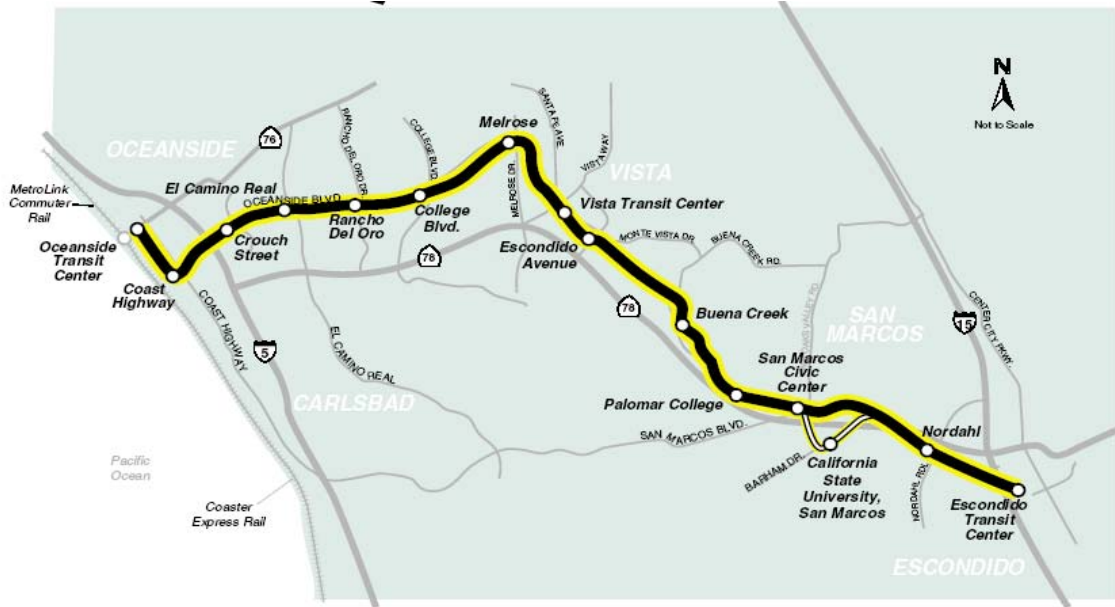 N
Not to Scale
76
OCEANSIDE
MetroLink
Commuter
Rail
El Camino Real
OCEANSIDE BLVD.
RANCHO DEL ORO DR.
COLLEGE BLVD.
Melrose
SANTA FE AVE.
VISTA WAY
VISTA
MELROSE DR.
Vista Transit Center
Oceanside
Transit
Center
Crouch
Street
Rancho
Del Oro
College
Blvd.
78
Escondido
Avenue
MONTE VISTA DR.
BUENA CREEK RD.
Coast
Highway
COAST HIGHWAY
5
EL CAMINO REAL
78
Buena Creek
SAN
MARCOS
15
CENTER CITY PKWY.
San Marcos
Civic
Center
CARLSBAD
Palomar College
SAN MARCOS BLVD.
Nordahl
BARHAM DR.
California
State
University,
San Marcos
NORDAHL RD.
Escondido
Transit
Center
Pacific
Ocean
Coaster
Express Rail
ESCONDIDO